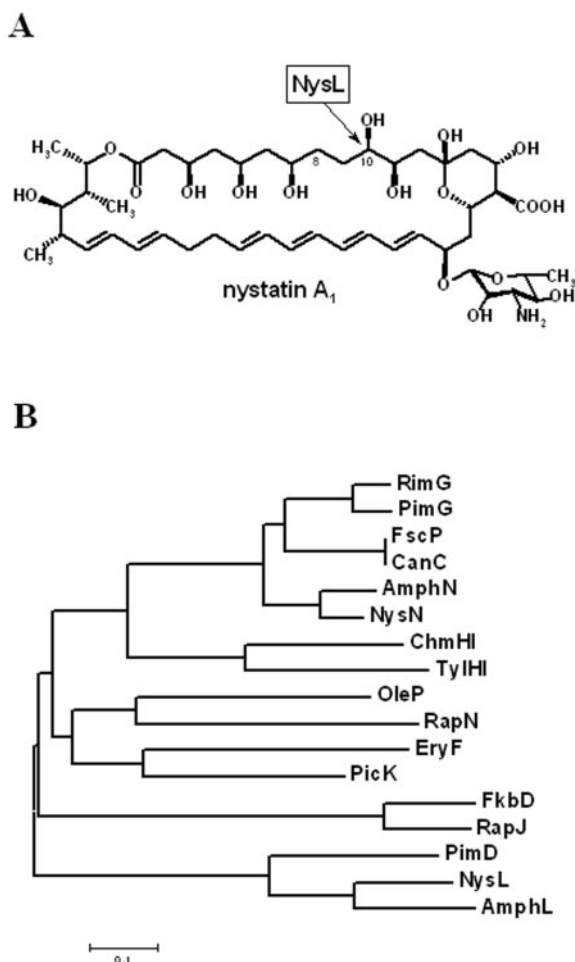 A
NysL
OH
OH
OH
H₃C
O
8
10
OH
O
OH
OH
OH
OH
O
COOH
HO
CH₃
CH₃
O
O
CH₃
nystatin A₁
OH
NH₂
OH
B
RimG
PimG
FscP
CanC
AmphN
NysN
ChmHI
TylHI
OleP
RapN
EryF
PicK
FkbD
RapJ
PimD
NysL
AmphL